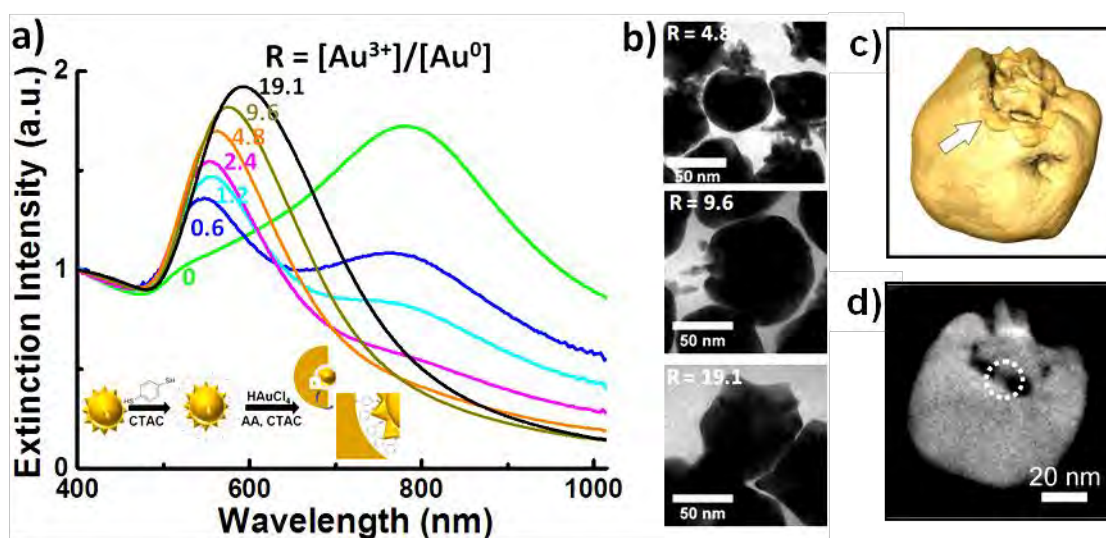 a)
R = [Au³⁺]/[Au⁰]
Extinction Intensity (a.u.)
2
1
0
19.1
9.6
4.8
2.4
1.2
0.6
0
SH
HS
CTAC
HAuCl₄
AA, CTAC
400
600
800
1000
Wavelength (nm)
b)
R = 4.8
50 nm
R = 9.6
50 nm
R = 19.1
50 nm
c)
d)
20 nm